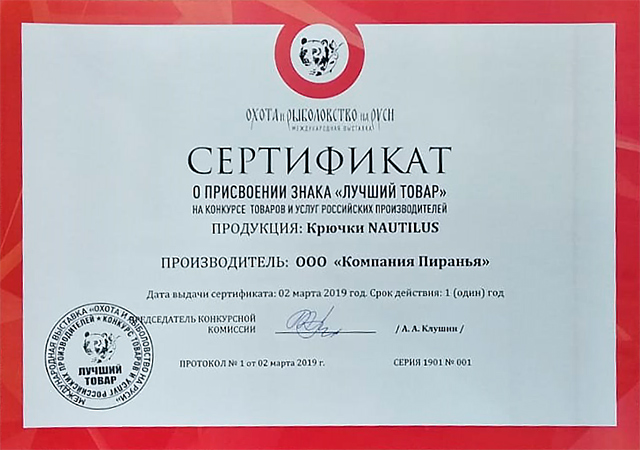 ОХОТА и РЫБОЛОВСТВО на РУСИ
МЕЖДУНАРОДНАЯ ВЫСТАВКА
СЕРТИФИКАТ
О ПРИСВОЕНИИ ЗНАКА «ЛУЧШИЙ ТОВАР»
НА КОНКУРСЕ ТОВАРОВ И УСЛУГ РОССИЙСКИХ ПРОИЗВОДИТЕЛЕЙ
ПРОДУКЦИЯ: Крючки NAUTILUS
ПРОИЗВОДИТЕЛЬ: ООО «Компания Пиранья»
Дата выдачи сертификата: 02 марта 2019 год. Срок действия: 1 (один) год
ПРЕДСЕДАТЕЛЬ КОНКУРСНОЙ
КОМИССИИ
/ А. А. Клушин /
ПРОТОКОЛ № 1 от 02 марта 2019 г.
СЕРИЯ 1901 № 001
МЕЖДУНАРОДНАЯ ВЫСТАВКА «ОХОТА И РЫБОЛОВСТВО НА РУСИ»
КОНКУРС ТОВАРОВ И УСЛУГ РОССИЙСКИХ ПРОИЗВОДИТЕЛЕЙ
ЛУЧШИЙ
ТОВАР